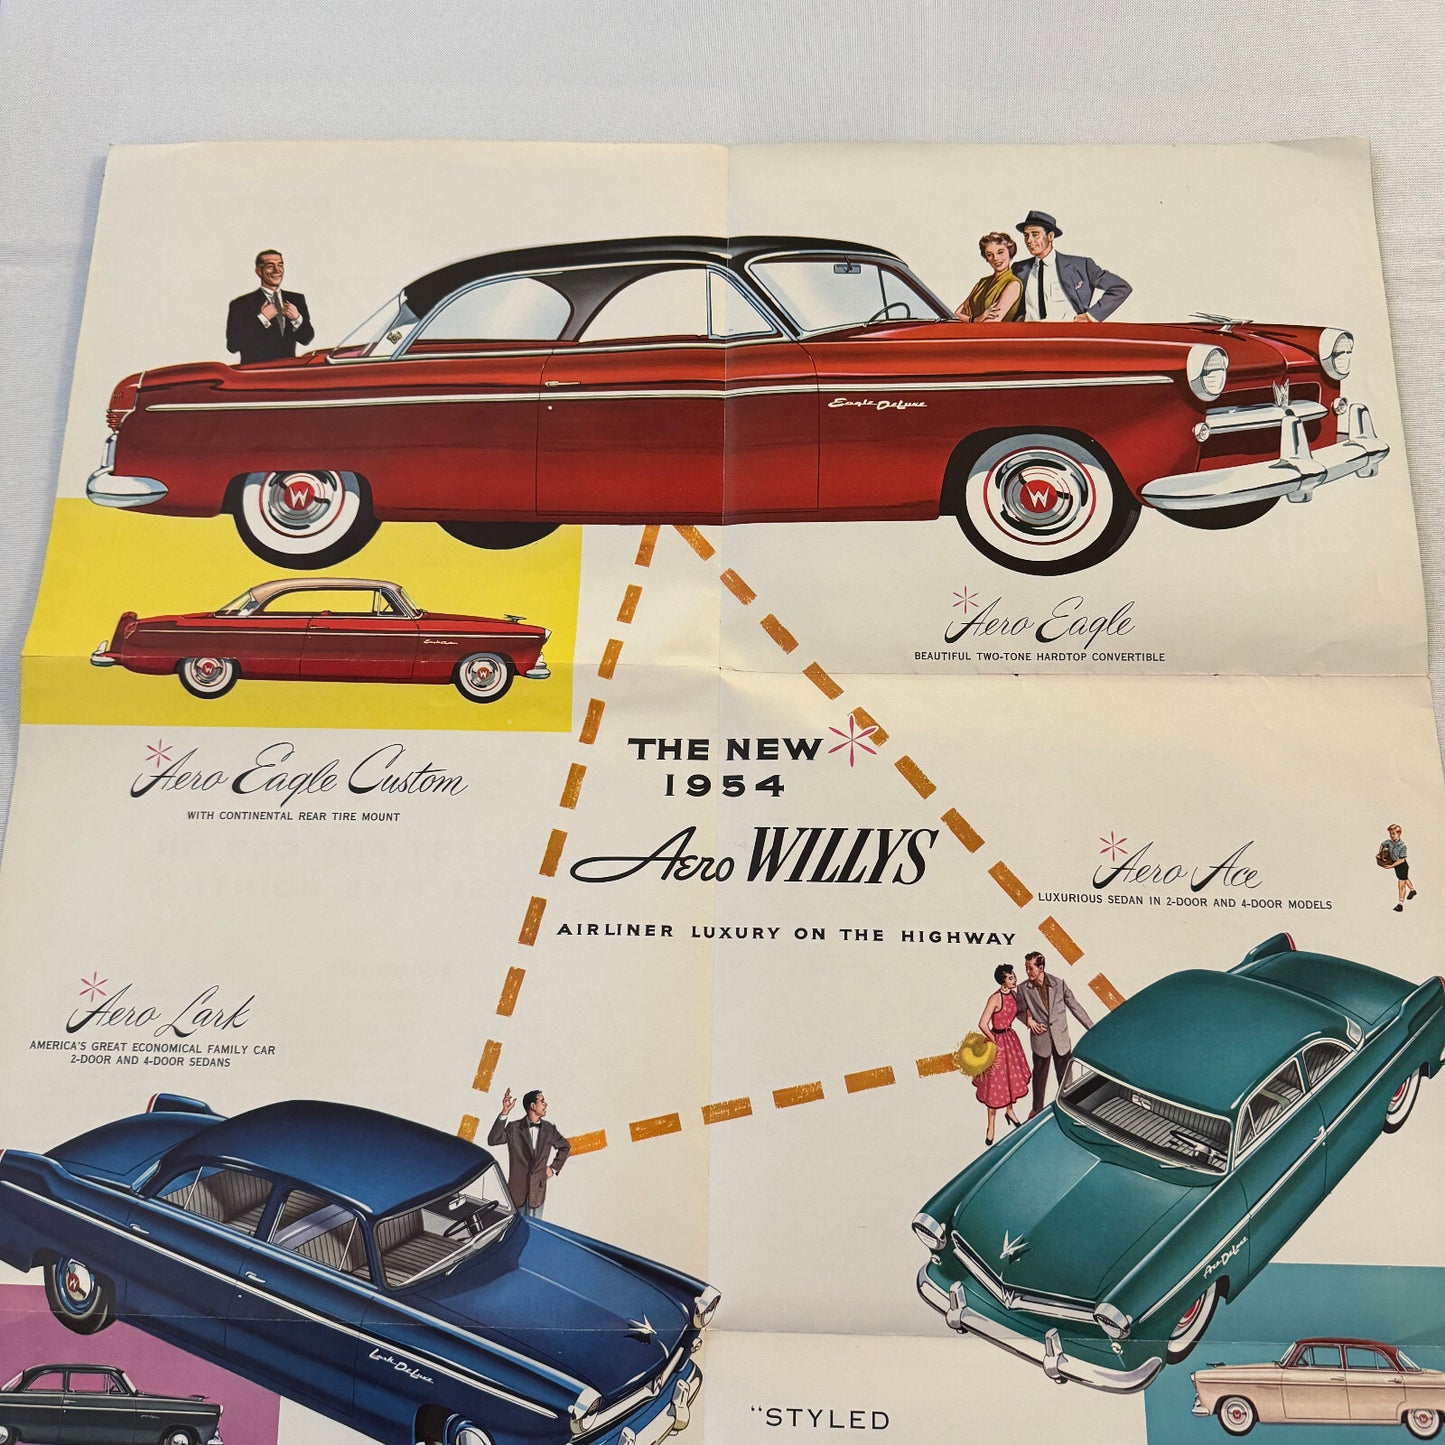 Eagle DeLuxe
W
W
Aero Eagle
BEAUTIFUL TWO-TONE HARDTOP CONVERTIBLE
W
W
Aero Eagle Custom
WITH CONTINENTAL REAR TIRE MOUNT
THE NEW
1954
Aero WILLYS
AIRLINER LUXURY ON THE HIGHWAY
Aero Ace
LUXURIOUS SEDAN IN 2-DOOR AND 4-DOOR MODELS
Aero Lark
AMERICA'S GREAT ECONOMICAL FAMILY CAR
2-DOOR AND 4-DOOR SEDANS
Ace DeLuxe
Lark DeLuxe
"STYLED